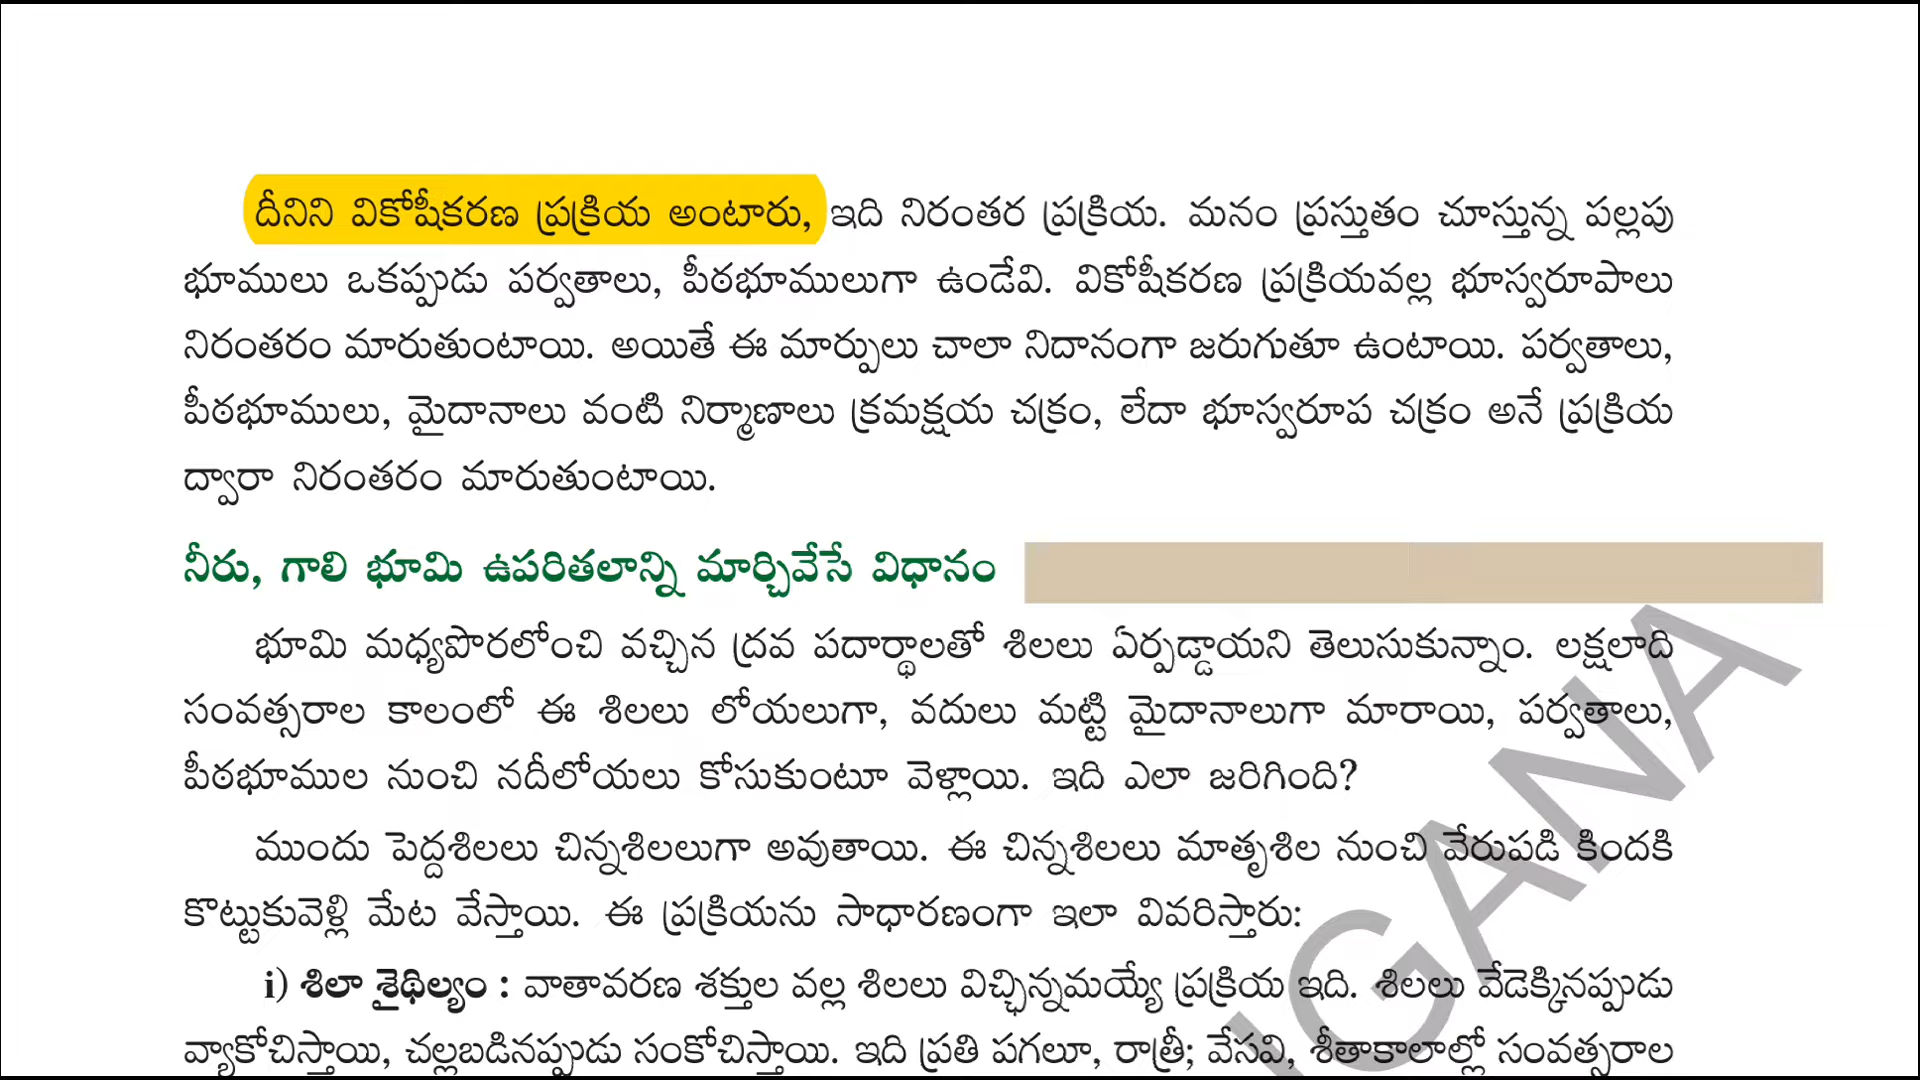 దీనిని వికోషీకరణ ప్రక్రియ అంటారు, ఇది నిరంతర ప్రక్రియ. మనం ప్రస్తుతం చూస్తున్న పల్లపు
భూములు ఒకప్పుడు పర్వతాలు, పీఠభూములుగా ఉండేవి. వికోషీకరణ ప్రక్రియవల్ల భూస్వరూపాలు
నిరంతరం మారుతుంటాయి. అయితే ఈ మార్పులు చాలా నిదానంగా జరుగుతూ ఉంటాయి. పర్వతాలు,
పీఠభూములు, మైదానాలు వంటి నిర్మాణాలు క్రమక్షయ చక్రం, లేదా భూస్వరూప చక్రం అనే ప్రక్రియ
ద్వారా నిరంతరం మారుతుంటాయి.
నీరు, గాలి భూమి ఉపరితలాన్ని మార్చివేసే విధానం
భూమి మధ్యపొరలోంచి వచ్చిన ద్రవ పదార్థాలతో శిలలు ఏర్పడ్డాయని తెలుసుకున్నాం. లక్షలాది
సంవత్సరాల కాలంలో ఈ శిలలు లోయలుగా, వదులు మట్టి మైదానాలుగా మారాయి, పర్వతాలు,
పీఠభూముల నుంచి నదీలోయలు కోసుకుంటూ వెళ్లాయి. ఇది ఎలా జరిగింది?
ముందు పెద్దశిలలు చిన్నశిలలుగా అవుతాయి. ఈ చిన్నశిలలు మాతృశిల నుంచి వేరుపడి కిందకి
కొట్టుకువెళ్లి మేట వేస్తాయి. ఈ ప్రక్రియను సాధారణంగా ఇలా వివరిస్తారు:
i) శిలా శైథిల్యం : వాతావరణ శక్తుల వల్ల శిలలు విచ్ఛిన్నమయ్యే ప్రక్రియ ఇది. శిలలు వేడెక్కినప్పుడు
వ్యాకోచిస్తాయి, చల్లబడినప్పుడు సంకోచిస్తాయి. ఇది ప్రతి పగలూ, రాత్రీ; వేసవి, శీతాకాలాల్లో సంవత్సరాల
IGANA